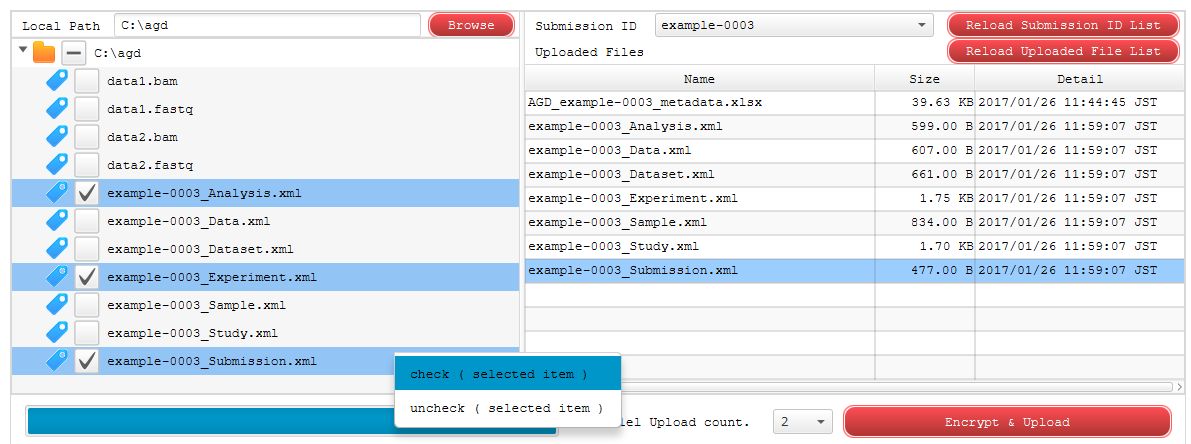 Local Path C:\agd Browse
C:\agd
data1.bam
data1.fastq
data2.bam
data2.fastq
example-0003_Analysis.xml
example-0003_Data.xml
example-0003_Dataset.xml
example-0003_Experiment.xml
example-0003_Sample.xml
example-0003_Study.xml
example-0003_Submission.xml
check ( selected item )
uncheck ( selected item )
Submission ID example-0003 Reload Submission ID List
Uploaded Files Reload Uploaded File List
Name Size Detail
AGD_example-0003_metadata.xlsx 39.63 KB 2017/01/26 11:44:45 JST
example-0003_Analysis.xml 599.00 B 2017/01/26 11:59:07 JST
example-0003_Data.xml 607.00 B 2017/01/26 11:59:07 JST
example-0003_Dataset.xml 661.00 B 2017/01/26 11:59:07 JST
example-0003_Experiment.xml 1.75 KB 2017/01/26 11:59:07 JST
example-0003_Sample.xml 834.00 B 2017/01/26 11:59:07 JST
example-0003_Study.xml 1.70 KB 2017/01/26 11:59:07 JST
example-0003_Submission.xml 477.00 B 2017/01/26 11:59:07 JST
Upload count. 2 Encrypt & Upload